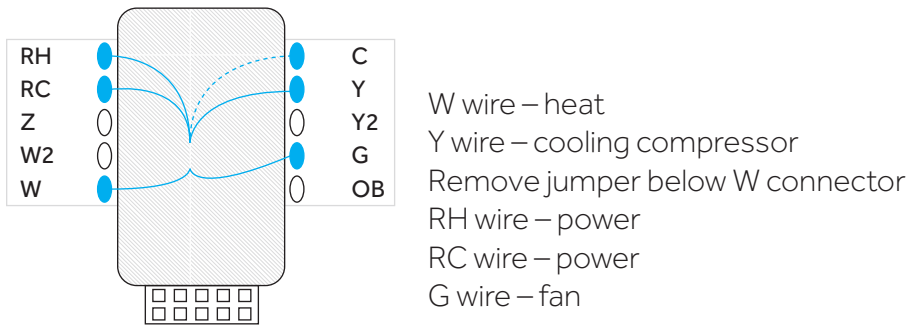 RH
RC
Z
W2
W
C
Y
Y2
G
OB
W wire – heat
Y wire – cooling compressor
Remove jumper below W connector
RH wire – power
RC wire – power
G wire – fan